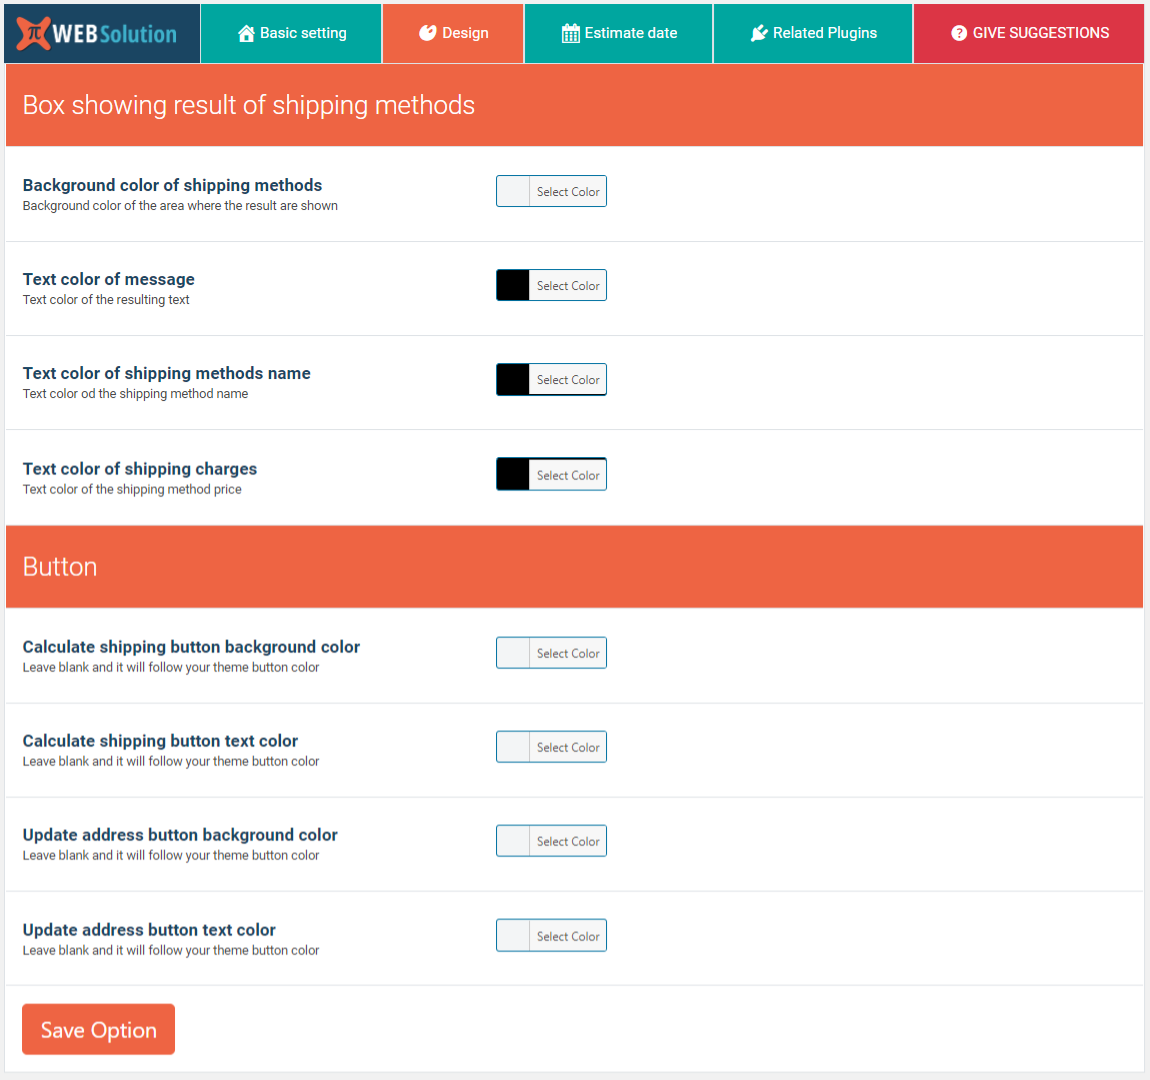 π WEB Solution
Basic setting
Design
Estimate date
Related Plugins
? GIVE SUGGESTIONS
Box showing result of shipping methods
Background color of shipping methods
Background color of the area where the result are shown
Select Color
Text color of message
Text color of the resulting text
Select Color
Text color of shipping methods name
Text color od the shipping method name
Select Color
Text color of shipping charges
Text color of the shipping method price
Select Color
Button
Calculate shipping button background color
Leave blank and it will follow your theme button color
Select Color
Calculate shipping button text color
Leave blank and it will follow your theme button color
Select Color
Update address button background color
Leave blank and it will follow your theme button color
Select Color
Update address button text color
Leave blank and it will follow your theme button color
Select Color
Save Option